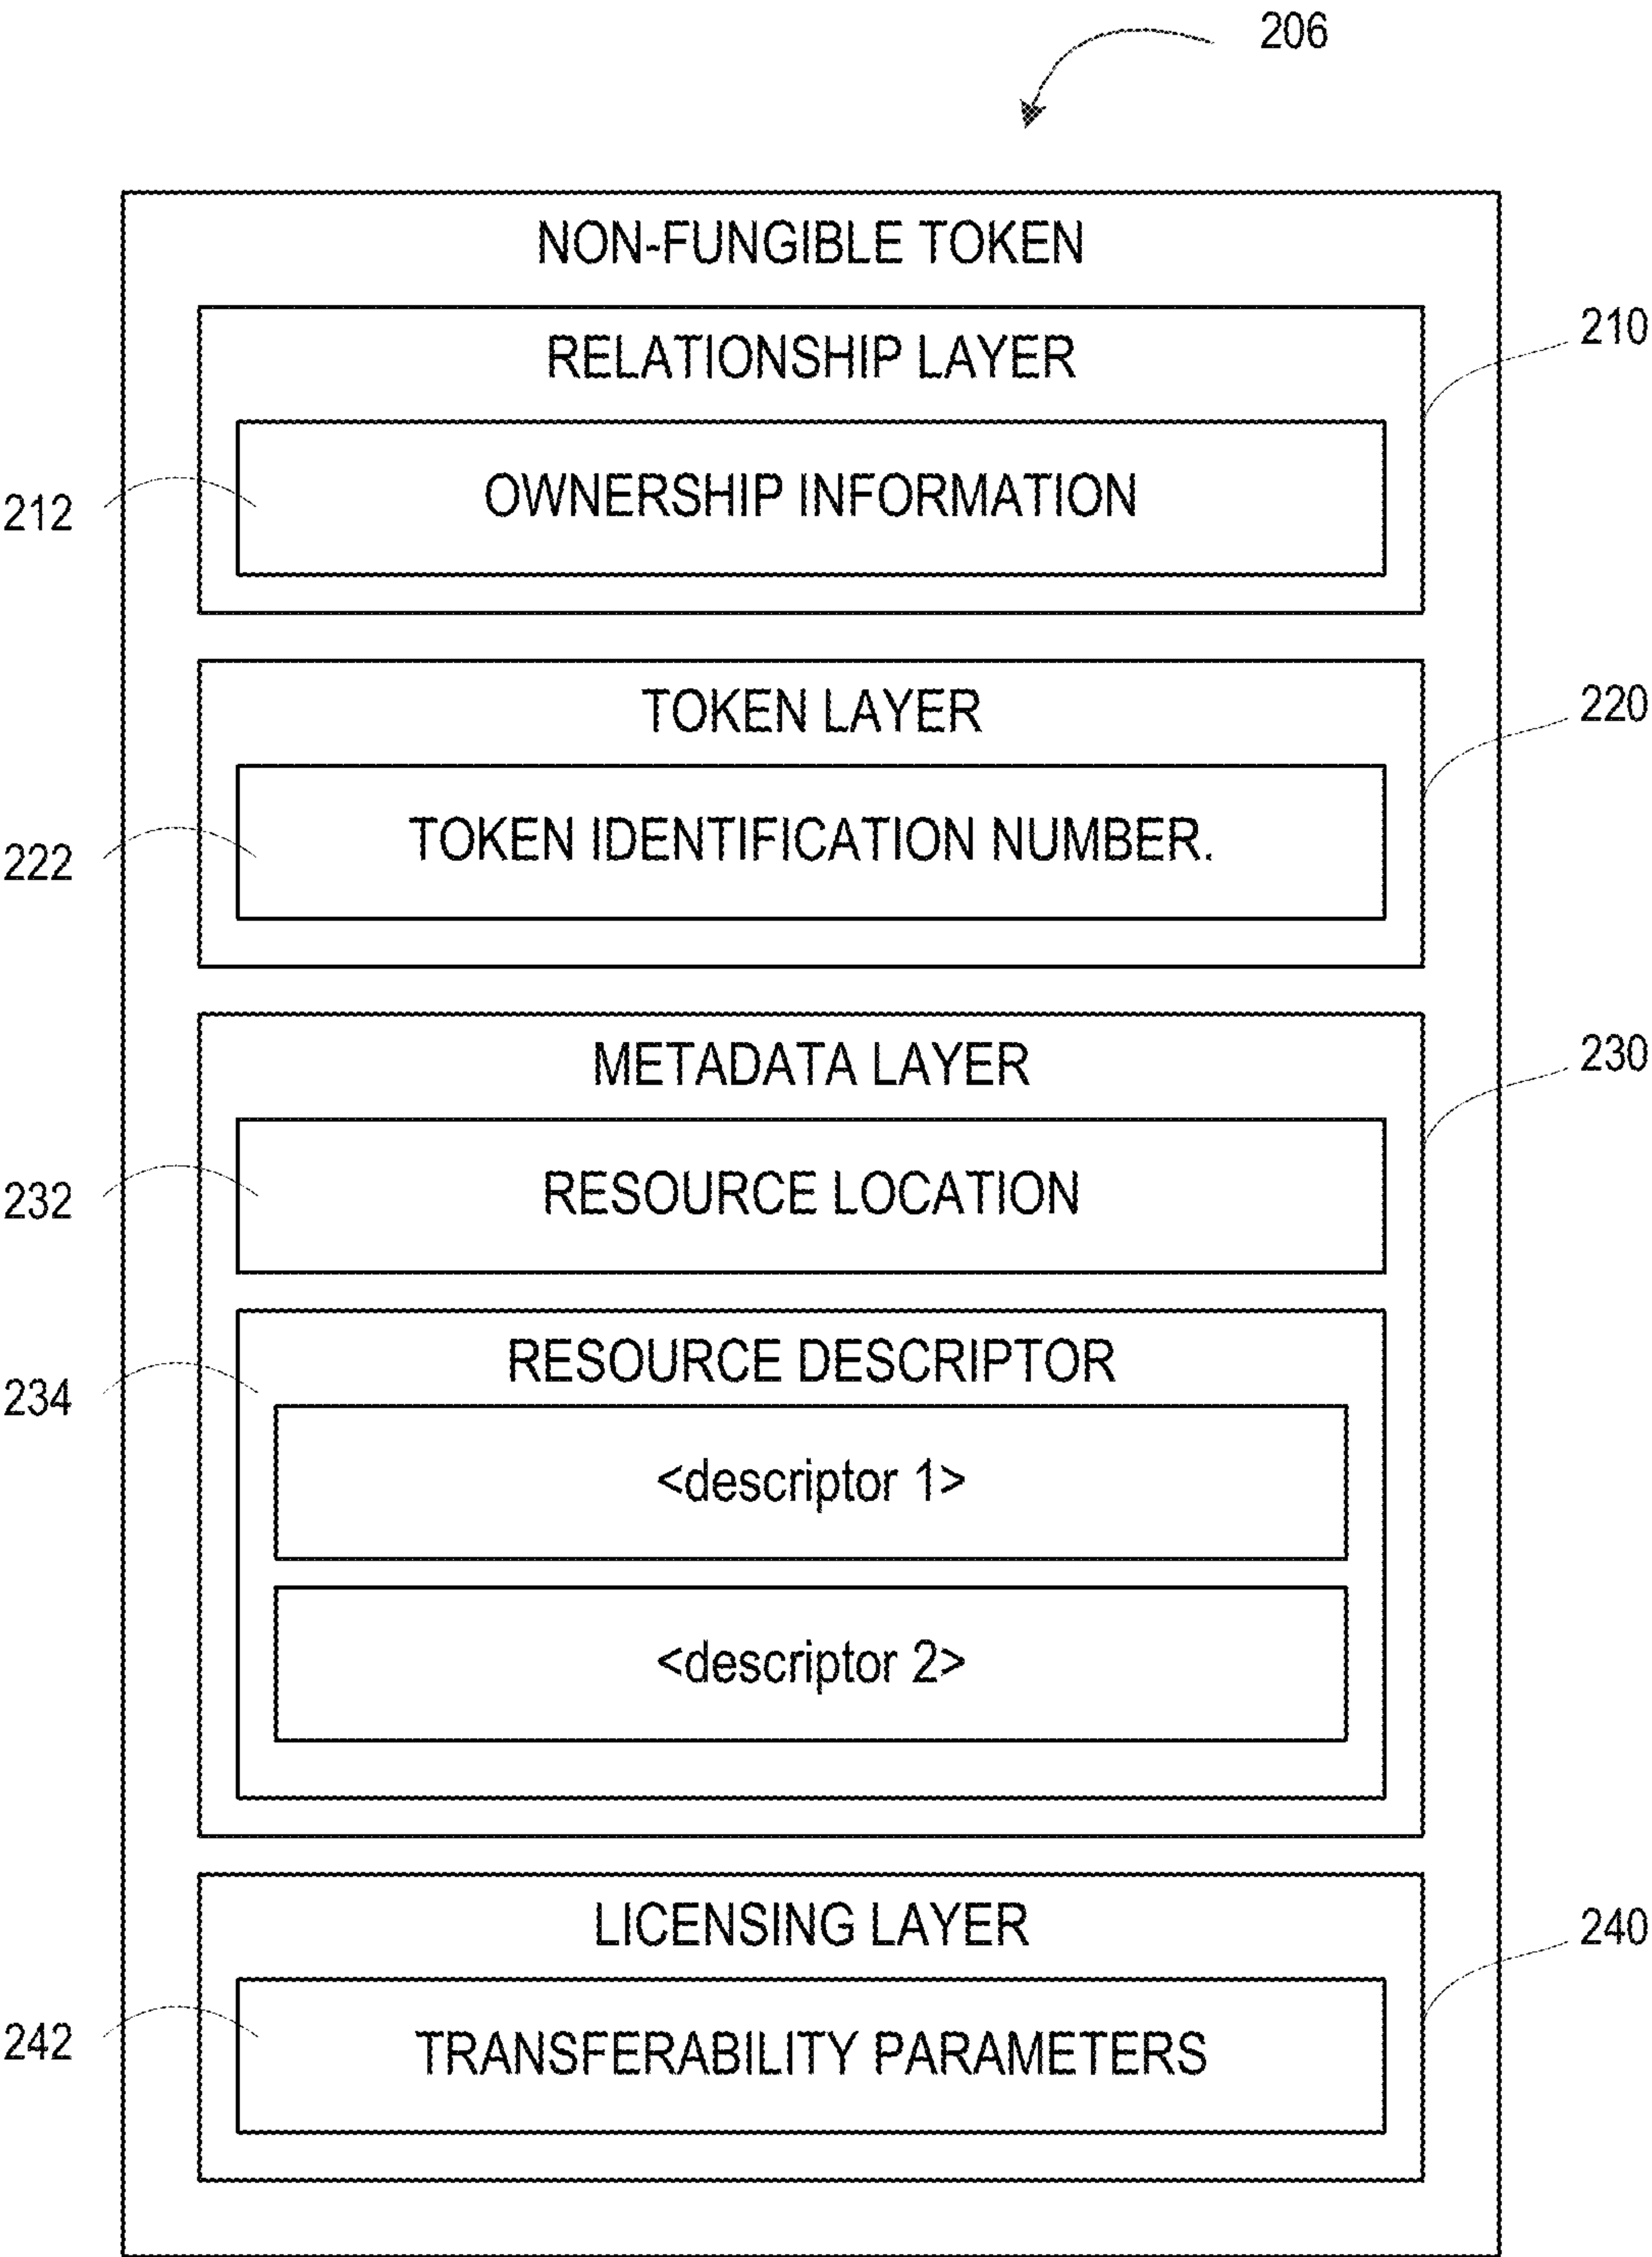 206
NON-FUNGIBLE TOKEN
RELATIONSHIP LAYER
210
OWNERSHIP INFORMATION
212
TOKEN LAYER
220
TOKEN IDENTIFICATION NUMBER.
222
METADATA LAYER
230
RESOURCE LOCATION
232
RESOURCE DESCRIPTOR
234
<descriptor 1>
<descriptor 2>
LICENSING LAYER
240
TRANSFERABILITY PARAMETERS
242